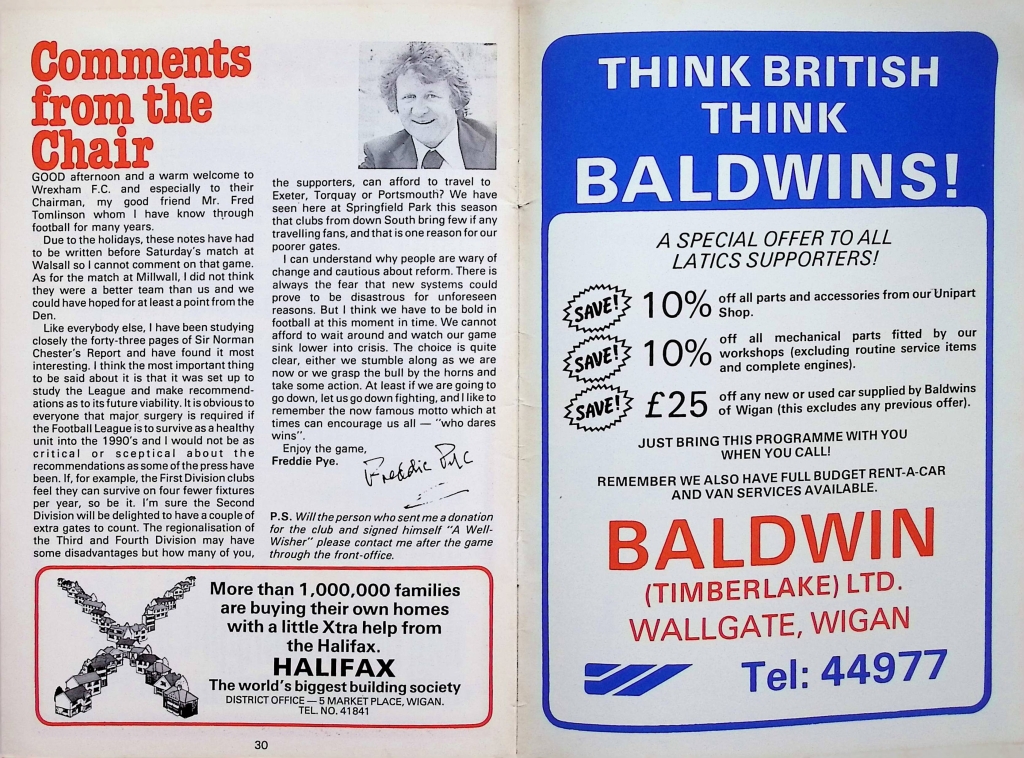 Comments
from the
Chair
GOOD afternoon and a warm welcome to
Wrexham F.C. and especially to their
Chairman, my good friend Mr. Fred
Tomlinson whom I have know through
football for many years.
Due to the holidays, these notes have had
to be written before Saturday's match at
Walsall so I cannot comment on that game.
As for the match at Millwall, I did not think
they were a better team than us and we
could have hoped for at least a point from the
Den.
Like everybody else, I have been studying
closely the forty-three pages of Sir Norman
Chester's Report and have found it most
interesting. I think the most important thing
to be said about it is that it was set up to
study the League and make recommend-
ations as to its future viability. It is obvious to
everyone that major surgery is required if
the Football League is to survive as a healthy
unit into the 1990's and I would not be as
critical or sceptical about the
recommendations as some of the press have
been. If, for example, the First Division clubs
feel they can survive on four fewer fixtures
per year, so be it. I'm sure the Second
Division will be delighted to have a couple of
extra gates to count. The regionalisation of
the Third and Fourth Division may have
some disadvantages but how many of you,
the supporters, can afford to travel to
Exeter, Torquay or Portsmouth? We have
seen here at Springfield Park this season
that clubs from down South bring few if any
travelling fans, and that is one reason for our
poorer gates.
I can understand why people are wary of
change and cautious about reform. There is
always the fear that new systems could
prove to be disastrous for unforeseen
reasons. But I think we have to be bold in
football at this moment in time. We cannot
afford to wait around and watch our game
sink lower into crisis. The choice is quite
clear, either we stumble along as we are
now or we grasp the bull by the horns and
take some action. At least if we are going to
go down, let us go down fighting, and I like to
remember the now famous motto which at
times can encourage us all — "who dares
wins".
Enjoy the game,
Freddie Pye.
Freddie Pye
P.S. Will the person who sent me a donation
for the club and signed himself "A Well-
Wisher" please contact me after the game
through the front-office.
More than 1,000,000 families
are buying their own homes
with a little Xtra help from
the Halifax.
HALIFAX
The world's biggest building society
DISTRICT OFFICE — 5 MARKET PLACE, WIGAN.
TEL. NO. 41841
30
THINK BRITISH
THINK
BALDWINS!
A SPECIAL OFFER TO ALL
LATICS SUPPORTERS!
SAVE! 10% off all parts and accessories from our Unipart
Shop.
SAVE! 10% off all mechanical parts fitted by our
workshops (excluding routine service items
and complete engines).
SAVE! £25 off any new or used car supplied by Baldwins
of Wigan (this excludes any previous offer).
JUST BRING THIS PROGRAMME WITH YOU
WHEN YOU CALL!
REMEMBER WE ALSO HAVE FULL BUDGET RENT-A-CAR
AND VAN SERVICES AVAILABLE.
BALDWIN
(TIMBERLAKE) LTD.
WALLGATE, WIGAN
Tel: 44977